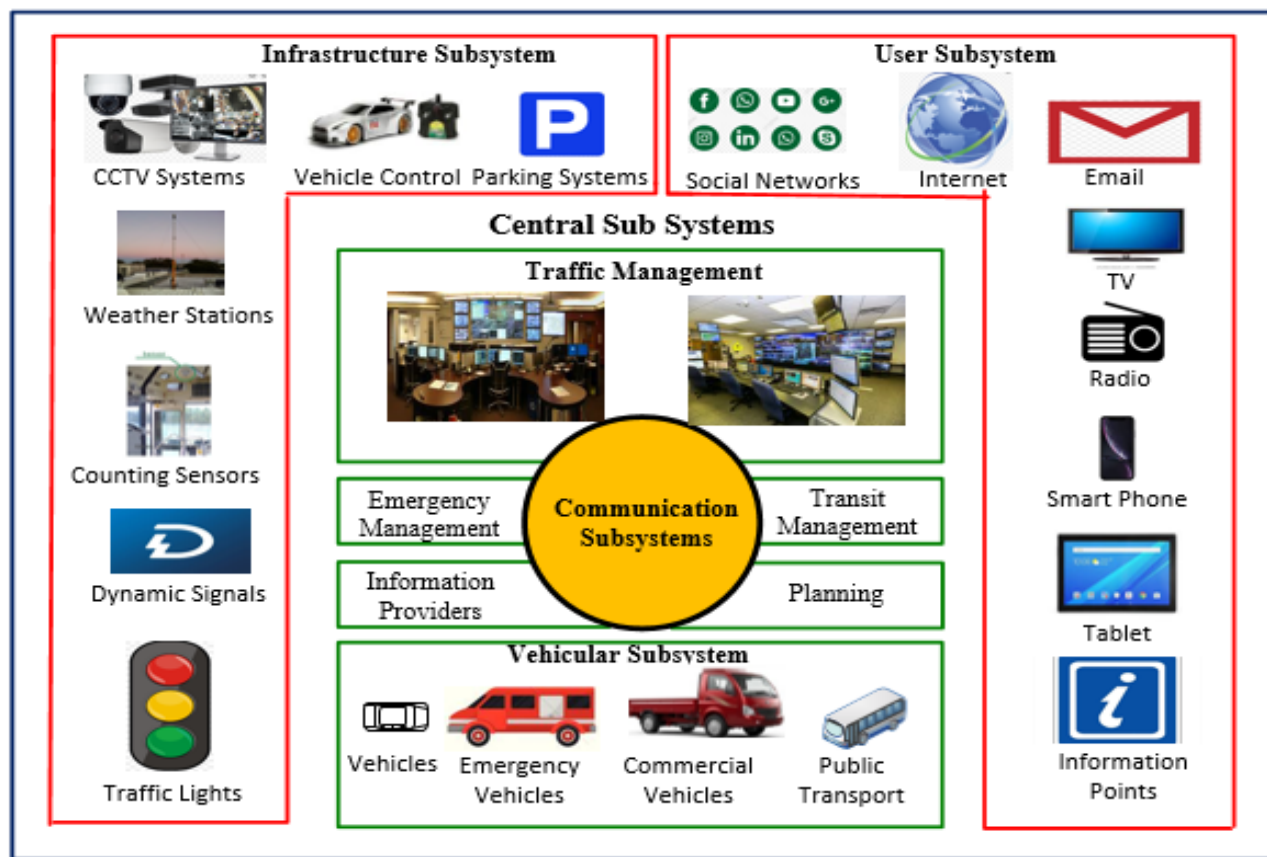 Infrastructure Subsystem
User Subsystem
CCTV Systems
Vehicle Control
P
Parking Systems
f
G+
in
S
Social Networks
Internet
Email
Weather Stations
Counting Sensors
D
Dynamic Signals
Traffic Lights
Central Sub Systems
Traffic Management
Emergency
Management
Communication
Subsystems
Transit
Management
Information
Providers
Planning
Vehicular Subsystem
Vehicles
Emergency
Vehicles
Commercial
Vehicles
Public
Transport
TV
Radio
Smart Phone
Tablet
i
Information
Points